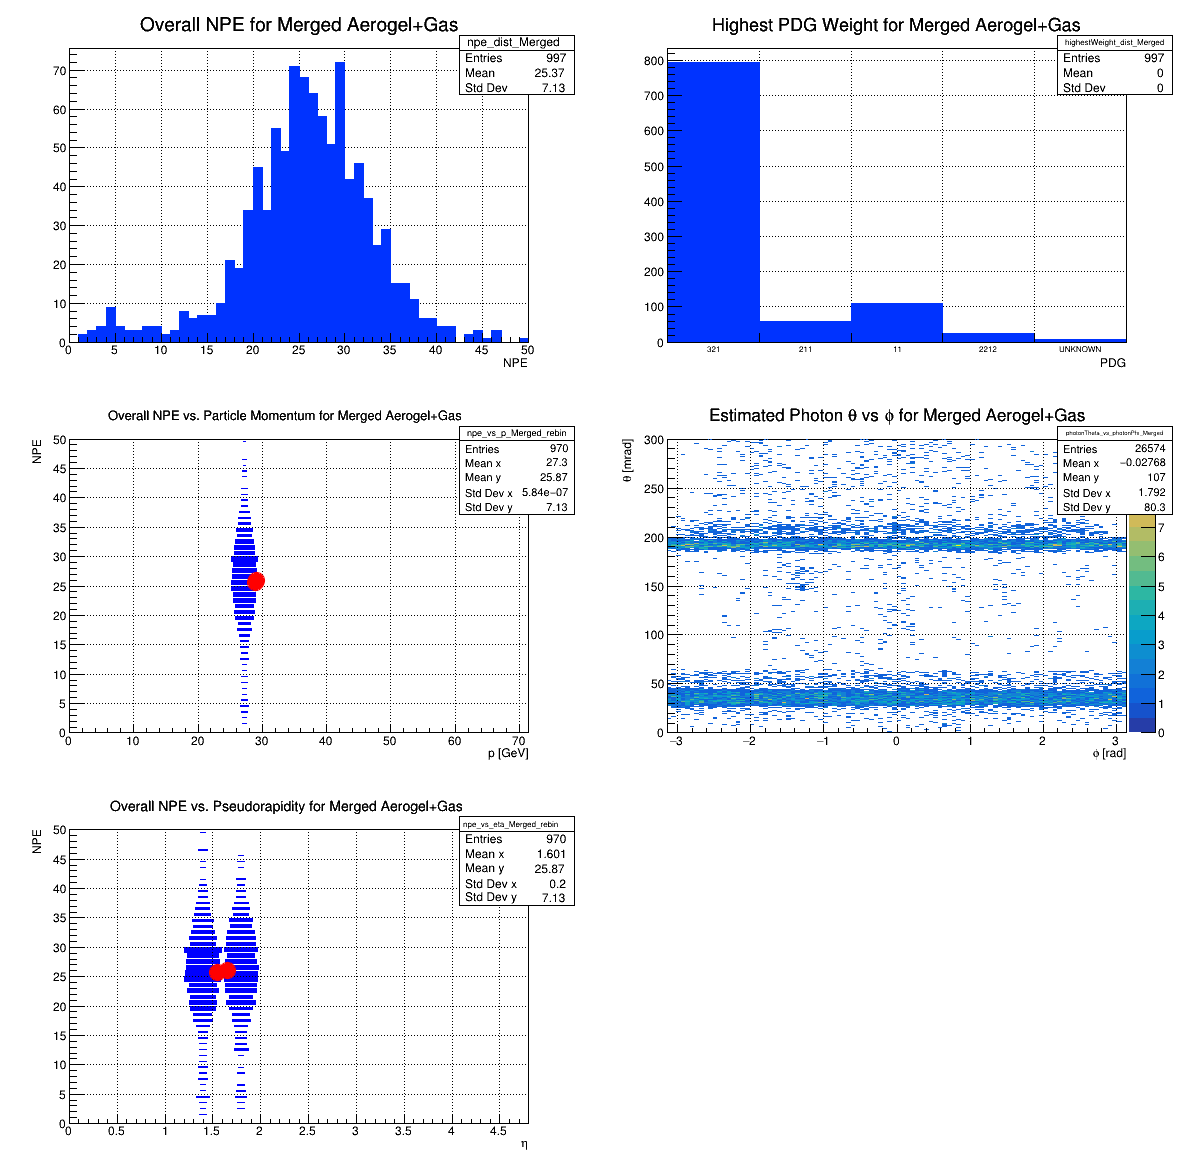 Overall NPE for Merged Aerogel+Gas
npe_dist_Merged
Entries 997
Mean 25.37
Std Dev 7.13
70
60
50
40
30
20
10
0
0 5 10 15 20 25 30 35 40 45 50
NPE
Highest PDG Weight for Merged Aerogel+Gas
highestWeight_dist_Merged
Entries 997
Mean 0
Std Dev 0
800
700
600
500
400
300
200
100
0
321 211 11 2212 UNKNOWN
PDG
Overall NPE vs. Particle Momentum for Merged Aerogel+Gas
npe_vs_p_Merged_rebin
Entries 970
Mean x 27.3
Mean y 25.87
Std Dev x 5.84e-07
Std Dev y 7.13
NPE
50
45
40
35
30
25
20
15
10
5
0
0 10 20 30 40 50 60 70
p [GeV]
Estimated Photon θ vs ϕ for Merged Aerogel+Gas
photonTheta_vs_photonPhi_Merged
Entries 26574
Mean x −0.02768
Mean y 107
Std Dev x 1.792
Std Dev y 80.3
θ [mrad]
300
250
200
150
100
50
0
−3 −2 −1 0 1 2 3
ϕ [rad]
7
6
5
4
3
2
1
0
Overall NPE vs. Pseudorapidity for Merged Aerogel+Gas
npe_vs_eta_Merged_rebin
Entries 970
Mean x 1.601
Mean y 25.87
Std Dev x 0.2
Std Dev y 7.13
NPE
50
45
40
35
30
25
20
15
10
5
0
0 0.5 1 1.5 2 2.5 3 3.5 4 4.5
η